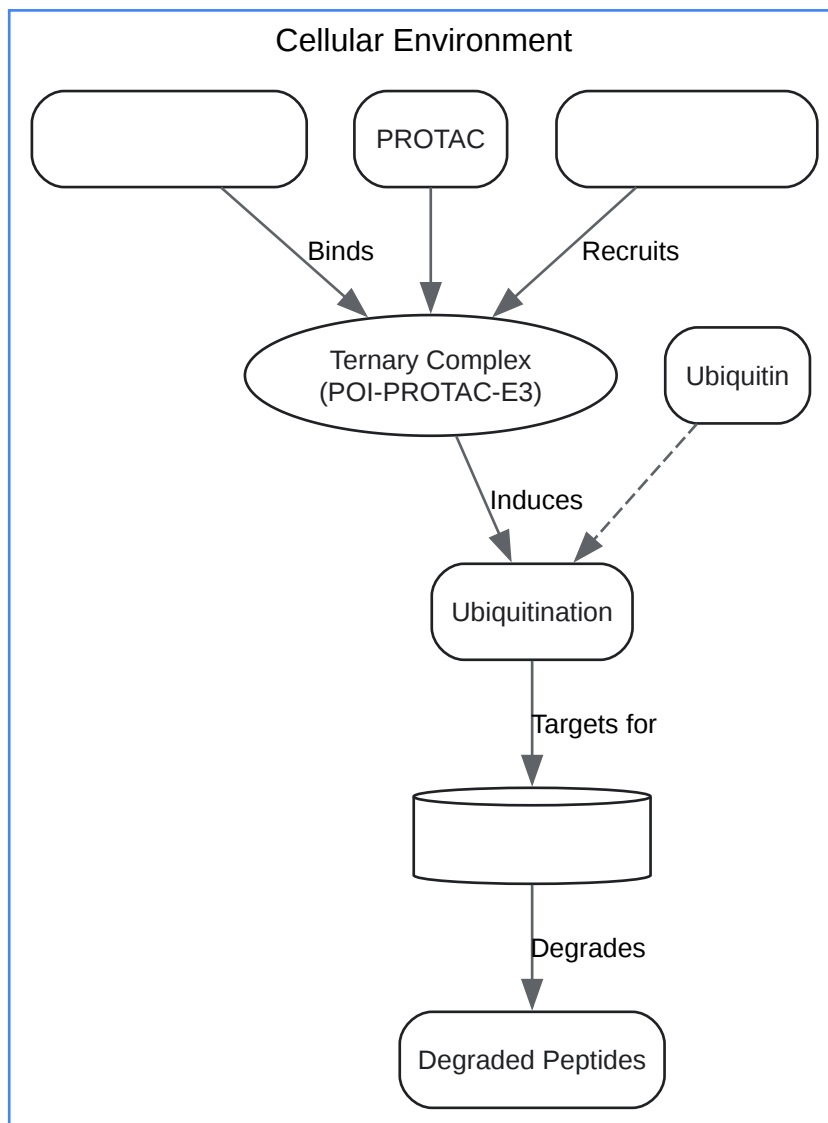 Cellular Environment
PROTAC
Binds
Recruits
Ternary Complex
(POI-PROTAC-E3)
Ubiquitin
Induces
Ubiquitination
Targets for
Degrades
Degraded Peptides